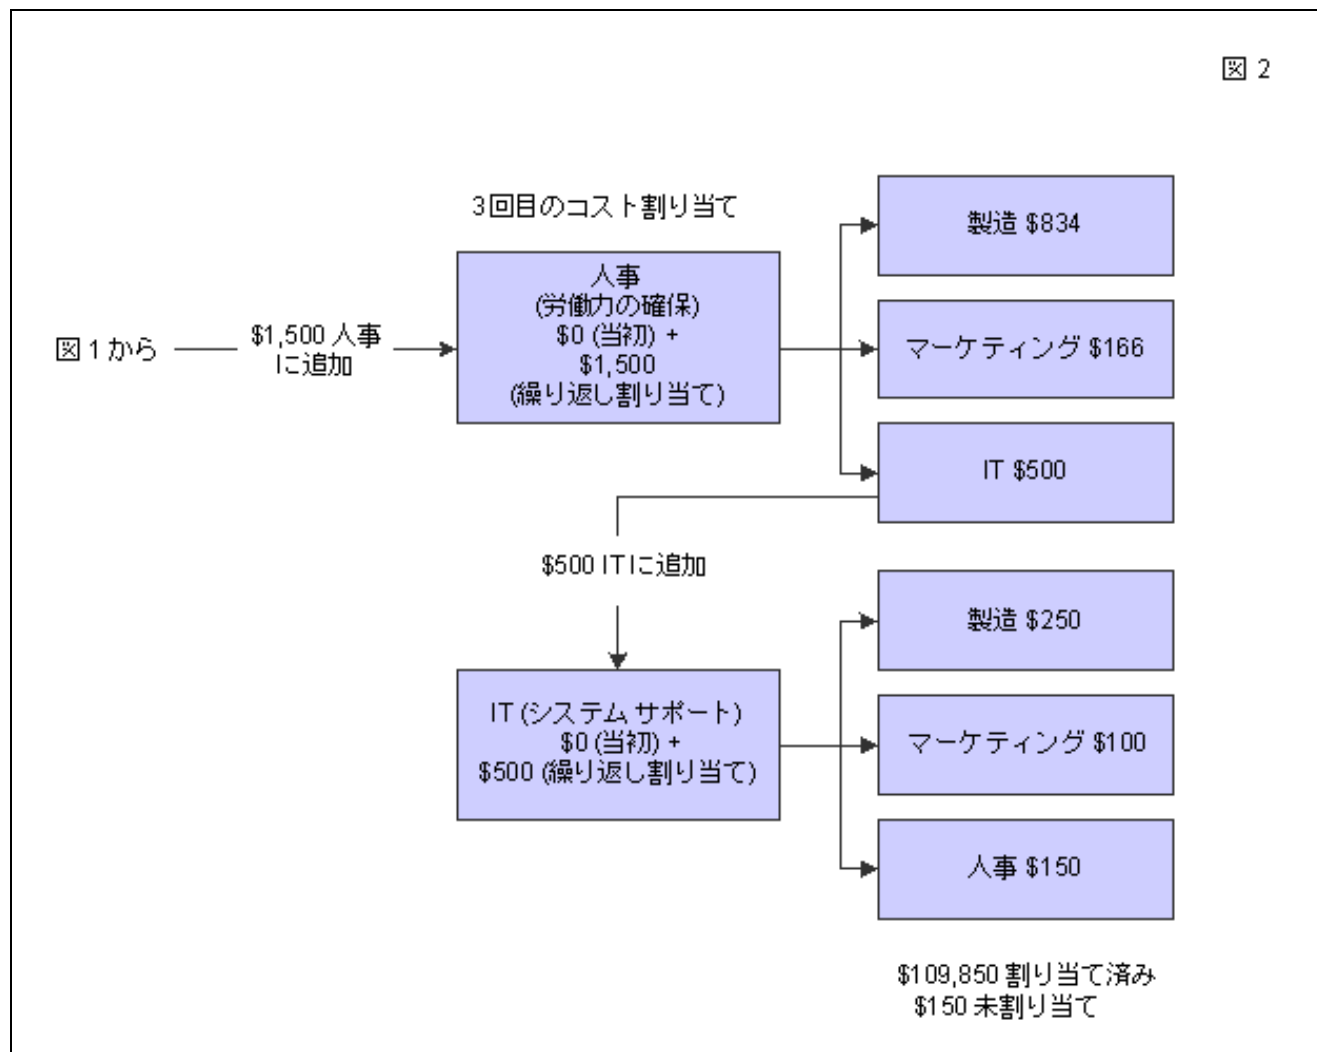 図 2
3回目のコスト割り当て
図 1 から
$1,500 人事
に追加
人事
(労働力の確保)
$0 (当初) +
$1,500
(繰り返し割り当て)
製造 $834
マーケティング $166
IT $500
$500 ITに追加
IT (システム サポート)
$0 (当初) +
$500 (繰り返し割り当て)
製造 $250
マーケティング $100
人事 $150
$109,850 割り当て済み
$150 未割り当て